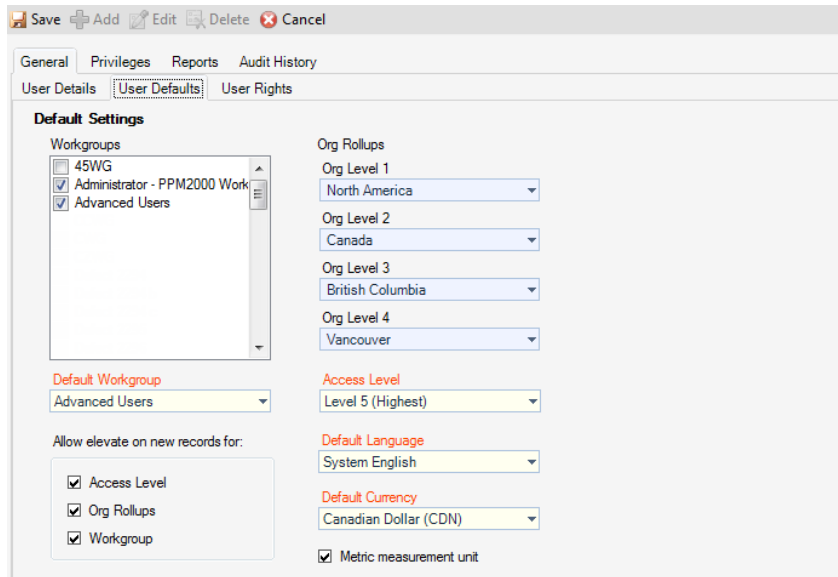 Save Add Edit Delete Cancel
General Privileges Reports Audit History
User Details User Defaults User Rights
Default Settings
Workgroups
45WG
Administrator - PPM2000 Work
Advanced Users
Default Workgroup
Advanced Users
Allow elevate on new records for:
Access Level
Org Rollups
Workgroup
Org Rollups
Org Level 1
North America
Org Level 2
Canada
Org Level 3
British Columbia
Org Level 4
Vancouver
Access Level
Level 5 (Highest)
Default Language
System English
Default Currency
Canadian Dollar (CDN)
Metric measurement unit